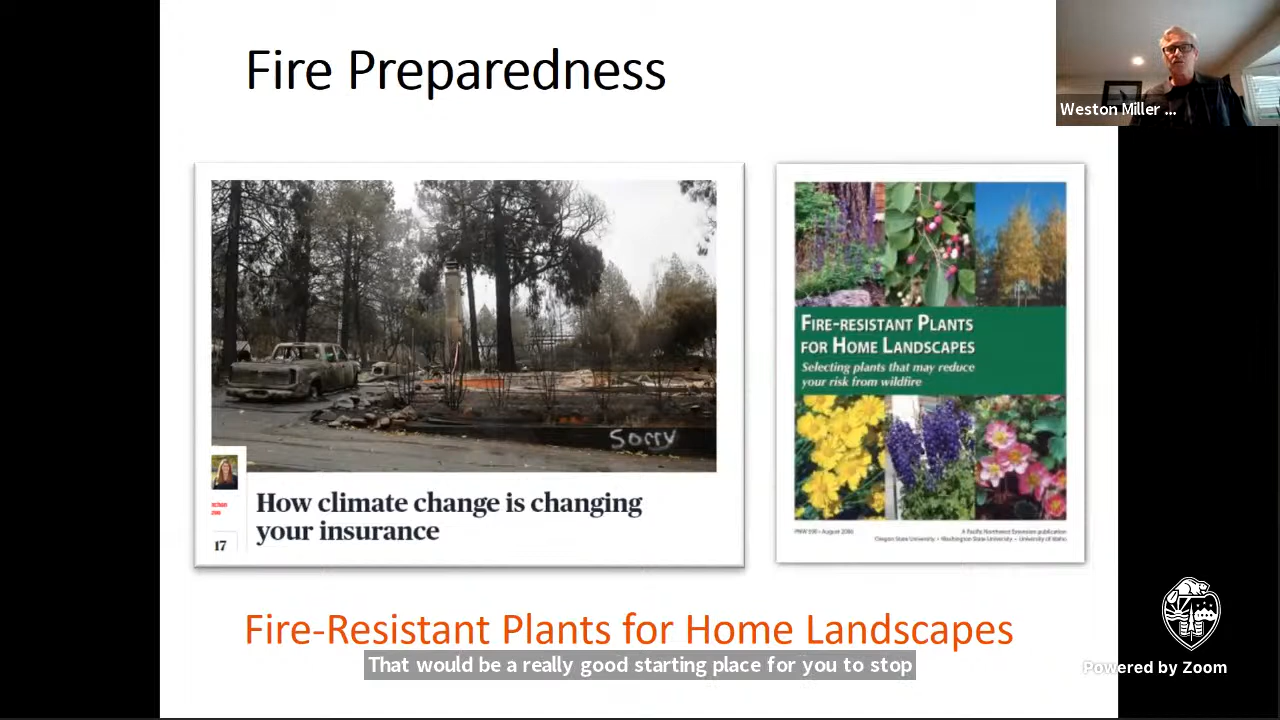 Fire Preparedness
Weston Miller ...
Sorry
How climate change is changing
your insurance
17
FIRE-RESISTANT PLANTS
FOR HOME LANDSCAPES
Selecting plants that may reduce
your risk from wildfire
August 2006
A Pacific Northwest Extension publication
Oregon State University • Washington State University • University of Idaho
Fire-Resistant Plants for Home Landscapes
That would be a really good starting place for you to stop
Powered by Zoom